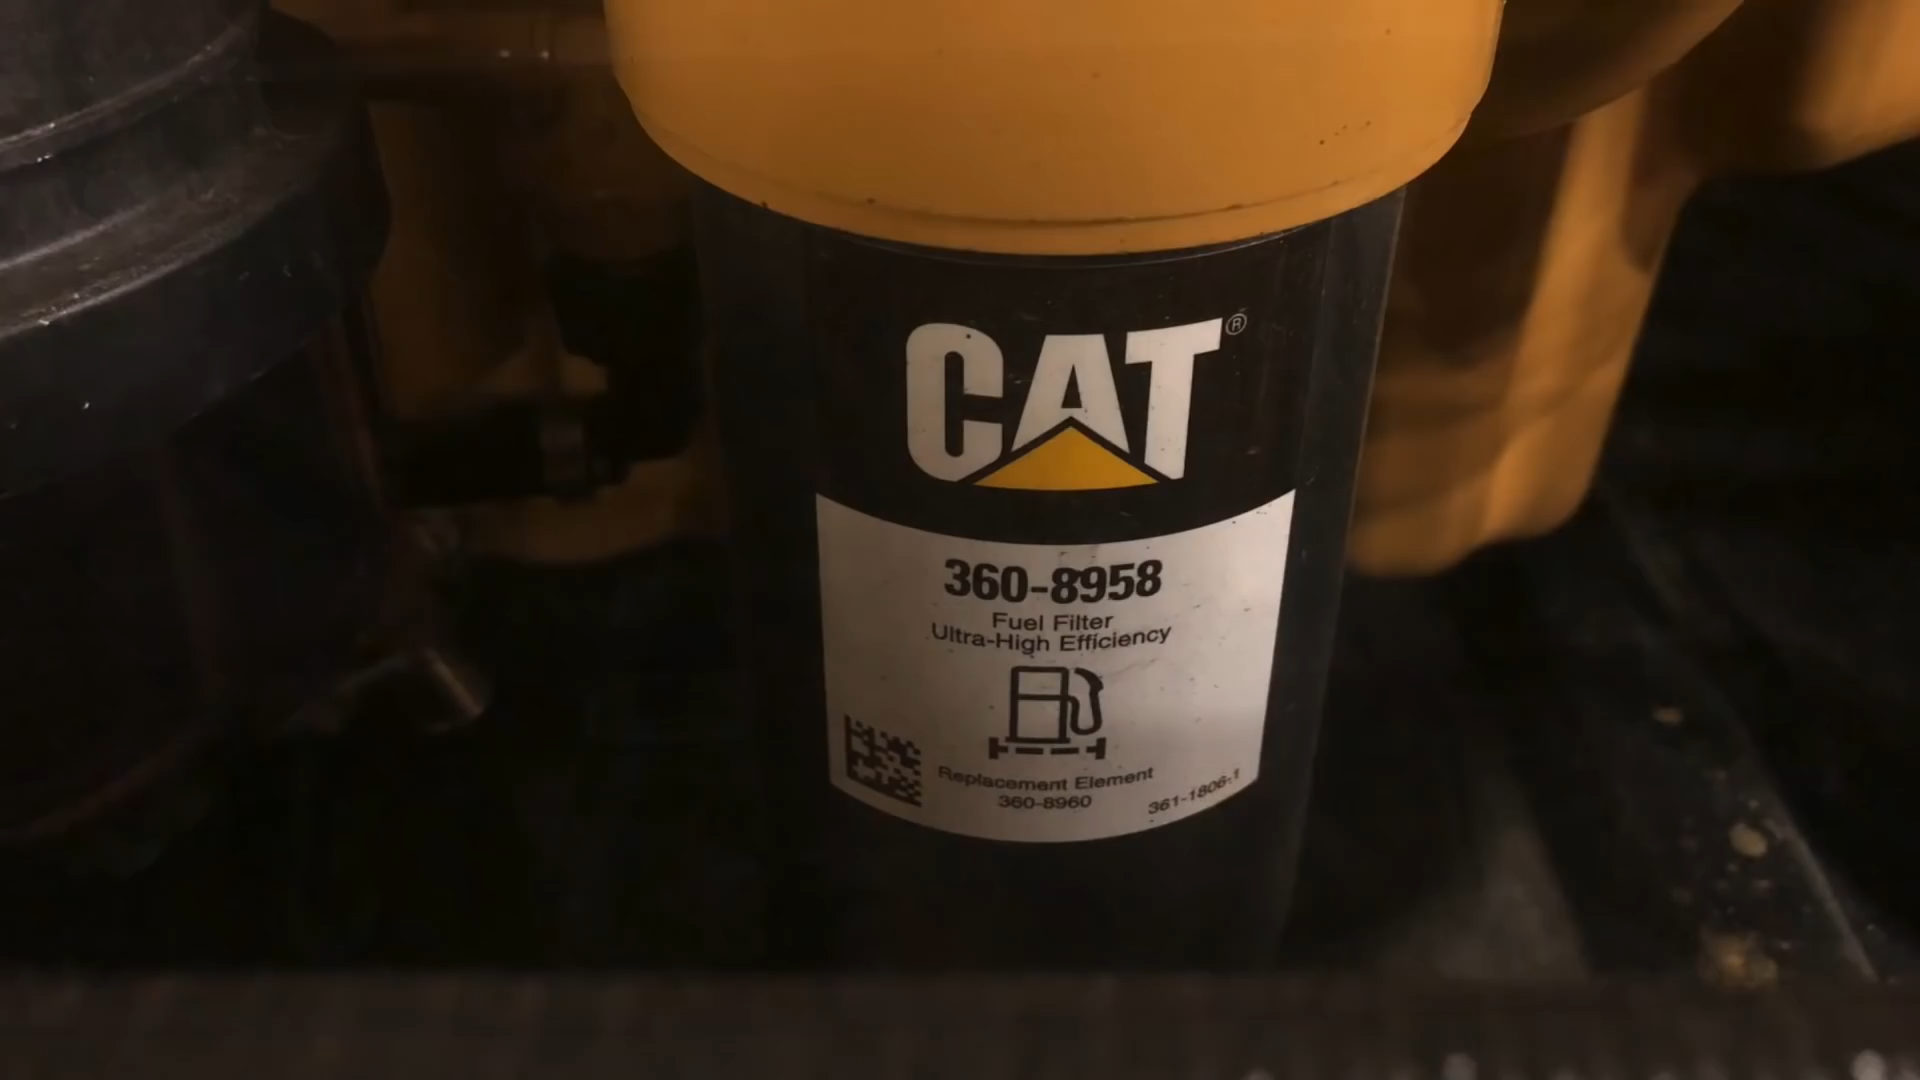 CAT®
360-8958
Fuel Filter
Ultra-High Efficiency
Replacement Element
360-8960
361-1806-1